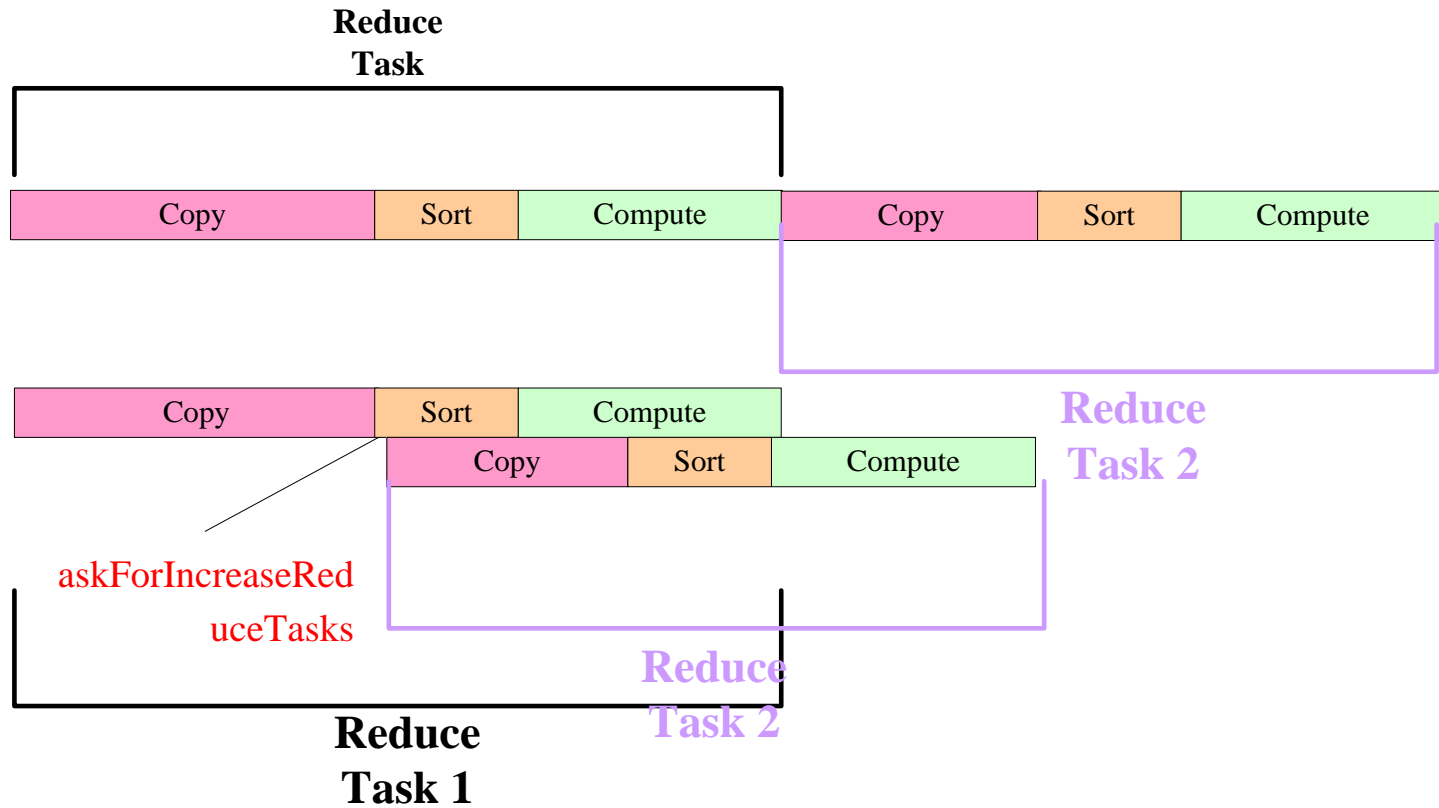 Reduce
Task
Copy Sort Compute Copy Sort Compute
Copy Sort Compute
Reduce
Task 2
Copy Sort Compute
askForIncreaseRed
uceTasks
Reduce
Task 2
Reduce
Task 1